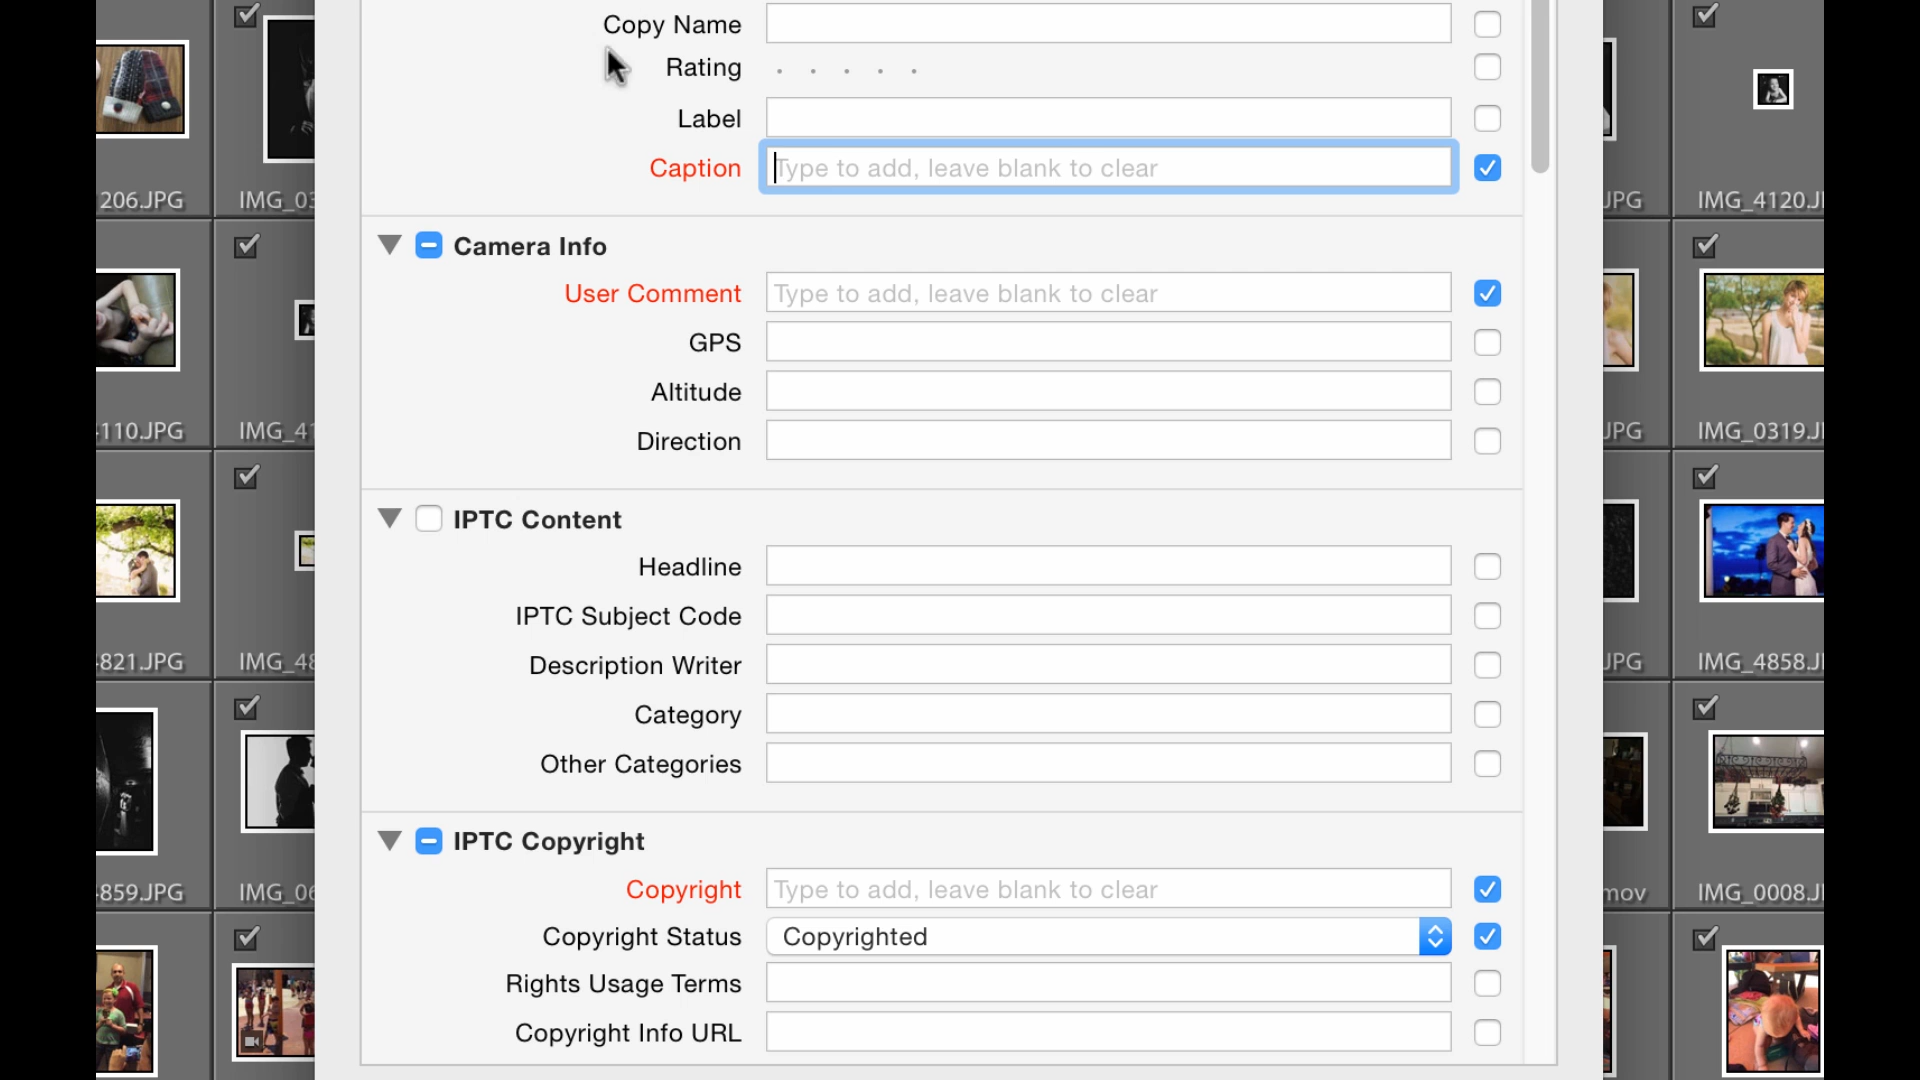 Copy Name
Rating
Label
Caption Type to add, leave blank to clear
206.JPG
IMG_03
JPG
IMG_4120.J
Camera Info
User Comment Type to add, leave blank to clear
GPS
Altitude
Direction
110.JPG
IMG_41
JPG
IMG_0319.J
IPTC Content
Headline
IPTC Subject Code
Description Writer
821.JPG
IMG_48
JPG
IMG_4858.J
Category
Other Categories
IPTC Copyright
Copyright Type to add, leave blank to clear
859.JPG
IMG_06
mov
IMG_0008.J
Copyright Status Copyrighted
Rights Usage Terms
Copyright Info URL